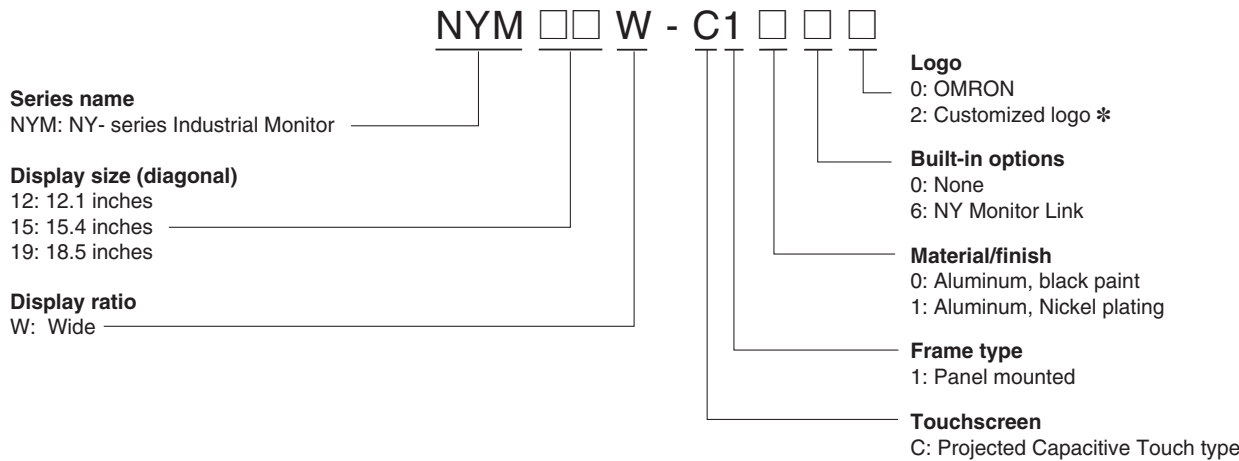 NYM □□ W - C1 □ □ □
Series name
NYM: NY- series Industrial Monitor
Display size (diagonal)
12: 12.1 inches
15: 15.4 inches
19: 18.5 inches
Display ratio
W: Wide
Logo
0: OMRON
2: Customized logo ✻
Built-in options
0: None
6: NY Monitor Link
Material/finish
0: Aluminum, black paint
1: Aluminum, Nickel plating
Frame type
1: Panel mounted
Touchscreen
C: Projected Capacitive Touch type